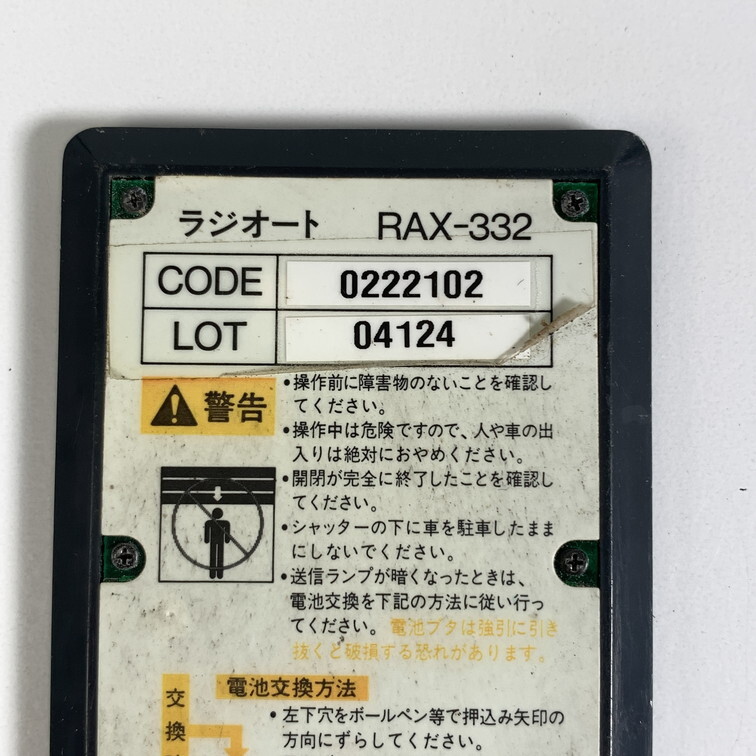 ラジオート RAX-332
CODE 0222102
LOT 04124
警告
・操作前に障害物のないことを確認し
てください。
・操作中は危険ですので、人や車の出
入りは絶対におやめください。
・開閉が完全に終了したことを確認し
てください。
・シャッターの下に車を駐車したまま
にしないでください。
・送信ランプが暗くなったときは、
電池交換を下記の方法に従い行っ
てください。電池ブタは強引に引き
抜くと破損する恐れがあります。
電池交換方法
交
換
・左下穴をボールペン等で押込み矢印の
方向にずらしてください。